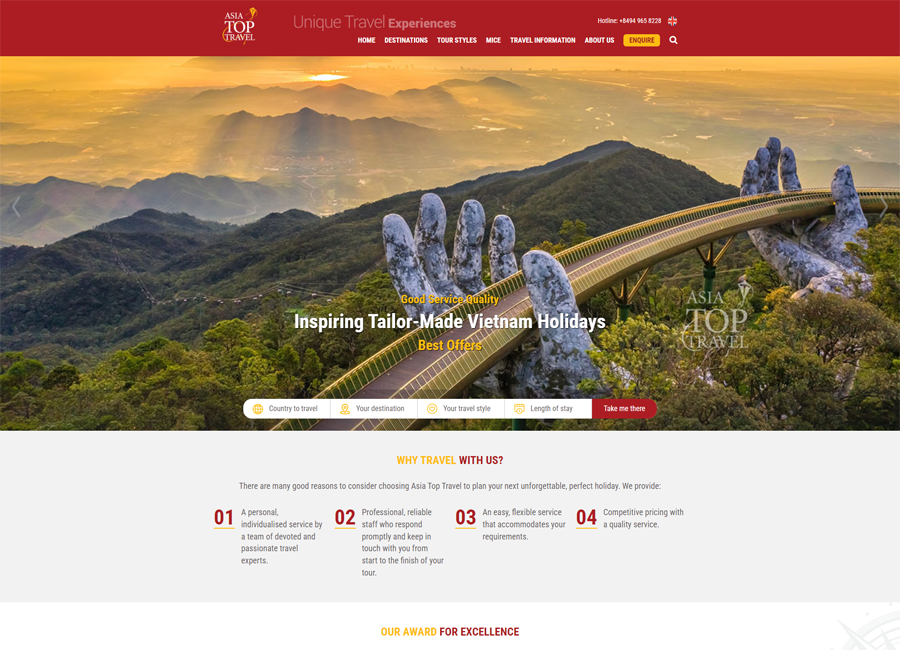 ASIA
TOP
TRAVEL
Unique Travel Experiences
Hotline: +8494 965 8228
HOME DESTINATIONS TOUR STYLES MICE TRAVEL INFORMATION ABOUT US ENQUIRE
Good Service Quality
Inspiring Tailor-Made Vietnam Holidays
Best Offers
ASIA
TOP
TRAVEL
Country to travel Your destination Your travel style Length of stay Take me there
WHY TRAVEL WITH US?
There are many good reasons to consider choosing Asia Top Travel to plan your next unforgettable, perfect holiday. We provide:
01 A personal,
individualised service by
a team of devoted and
passionate travel
experts.
02 Professional, reliable
staff who respond
promptly and keep in
touch with you from
start to the finish of your
tour.
03 An easy, flexible service
that accommodates your
requirements.
04 Competitive pricing with
a quality service.
OUR AWARD FOR EXCELLENCE